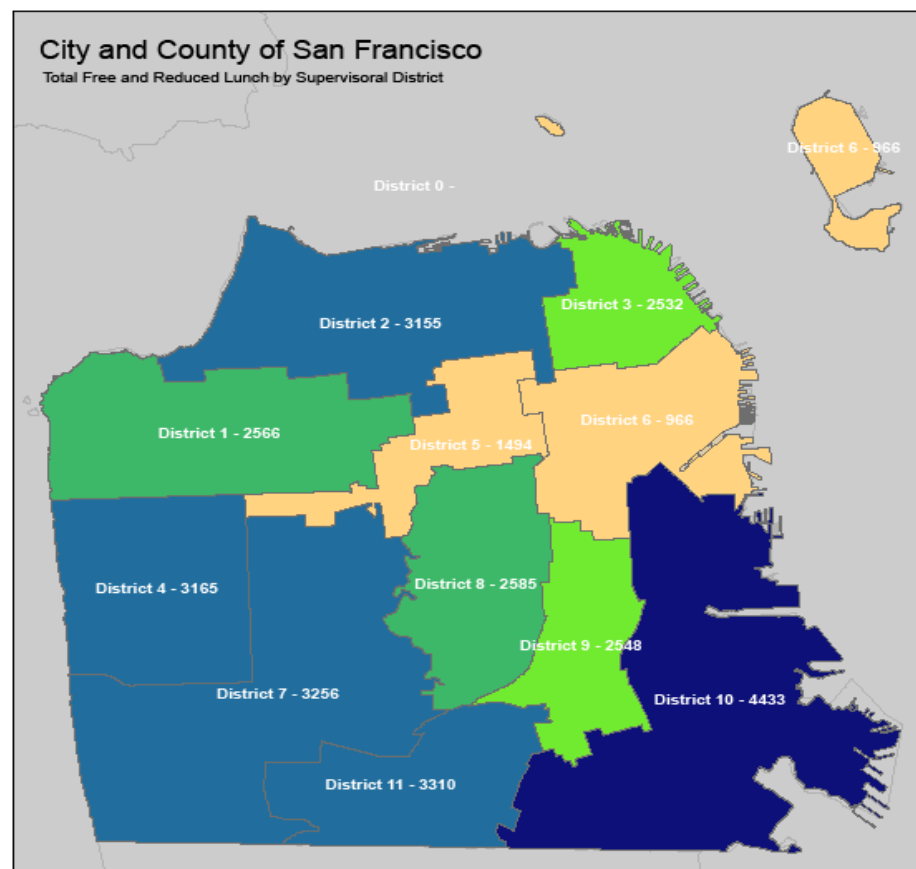 City and County of San Francisco
Total Free and Reduced Lunch by Supervisoral District
District 6 - 966
District 0 -
District 3 - 2532
District 2 - 3155
District 6 - 966
District 1 - 2566
District 5 - 1494
District 8 - 2585
District 4 - 3165
District 9 - 2548
District 7 - 3256
District 10 - 4433
District 11 - 3310